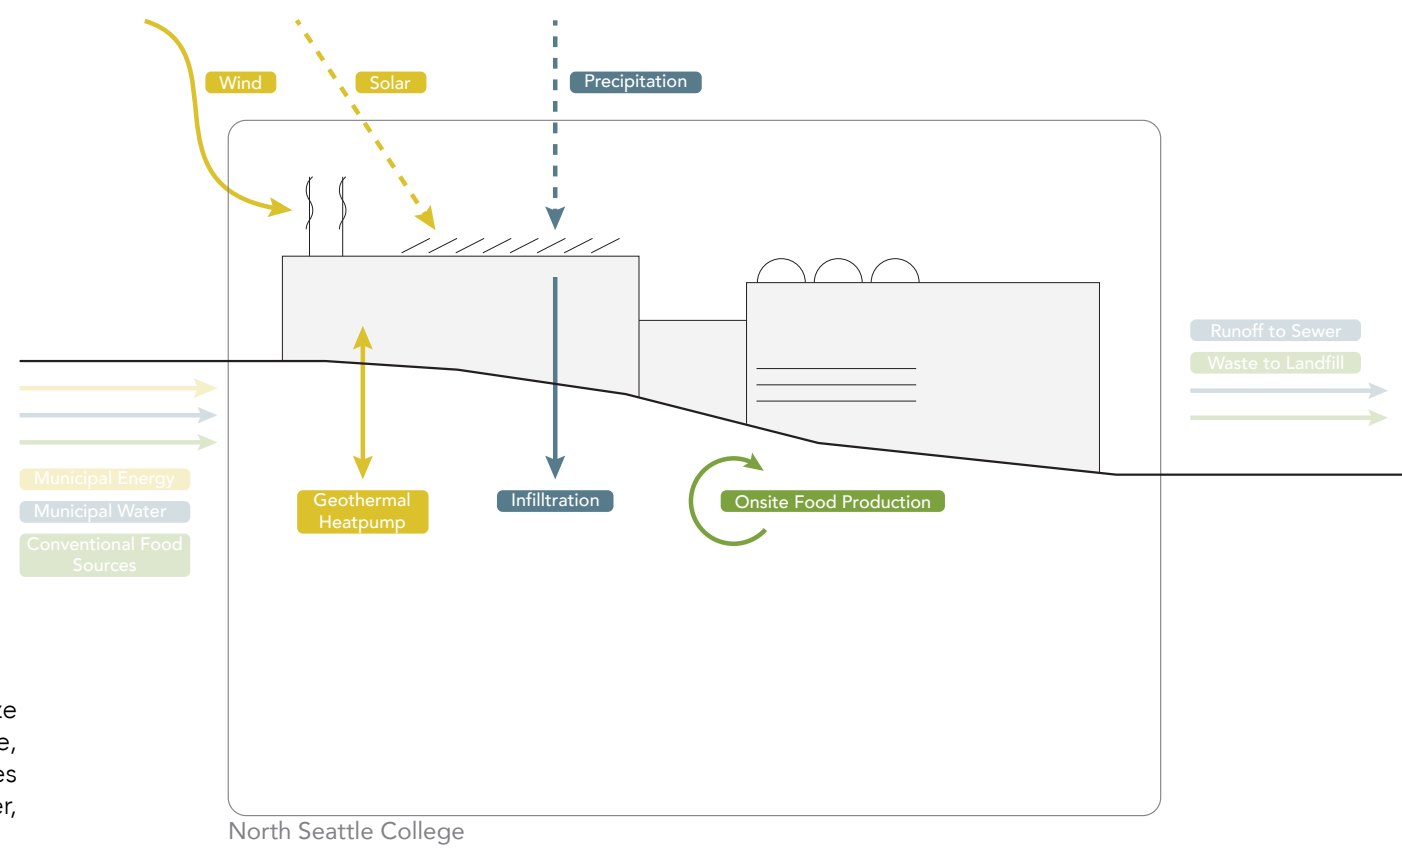 Wind
Solar
Precipitation
Runoff to Sewer
Waste to Landfill
Municipal Energy
Municipal Water
Conventional Food
Sources
Geothermal
Heatpump
Infilltration
Onsite Food Production
North Seattle College